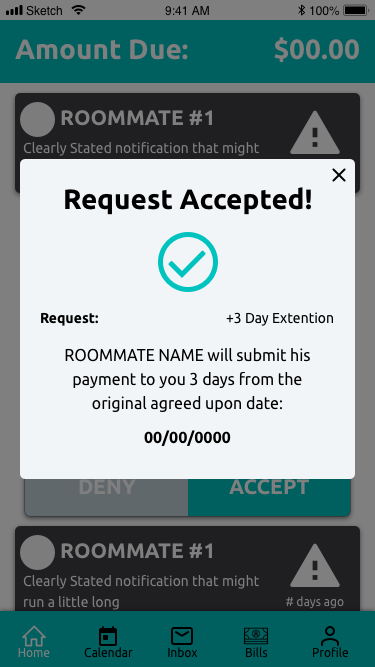 Sketch 9:41 AM 100%
Amount Due: $00.00
ROOMMATE #1
Clearly Stated notification that might
Request Accepted!
Request: +3 Day Extention
ROOMMATE NAME will submit his
payment to you 3 days from the
original agreed upon date:
00/00/0000
DENY ACCEPT
ROOMMATE #1
Clearly Stated notification that might
run a little long
# days ago
Home Calendar Inbox Bills Profile